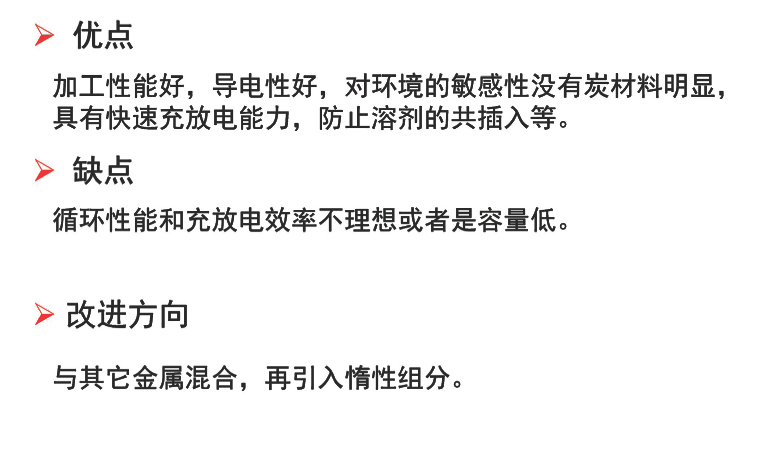 优点
加工性能好，导电性好，对环境的敏感性没有炭材料明显，
具有快速充放电能力，防止溶剂的共插入等。
缺点
循环性能和充放电效率不理想或者是容量低。
改进方向
与其它金属混合，再引入惰性组分。